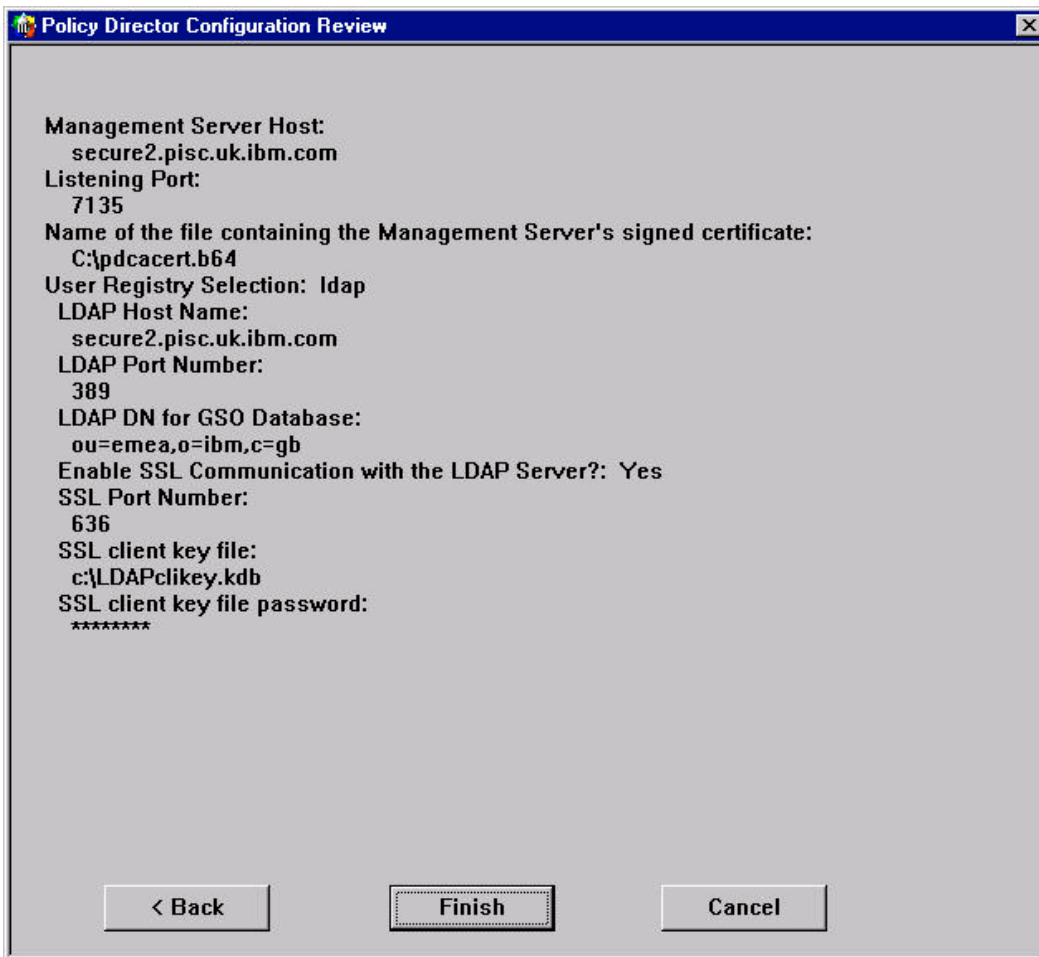 Policy Director Configuration Review
Management Server Host:
secure2.pisc.uk.ibm.com
Listening Port:
7135
Name of the file containing the Management Server's signed certificate:
C:\pdcacert.b64
User Registry Selection: ldap
LDAP Host Name:
secure2.pisc.uk.ibm.com
LDAP Port Number:
389
LDAP DN for GSO Database:
ou=emea,o=ibm,c=gb
Enable SSL Communication with the LDAP Server?: Yes
SSL Port Number:
636
SSL client key file:
c:\LDAPclikey.kdb
SSL client key file password:
********
< Back Finish Cancel